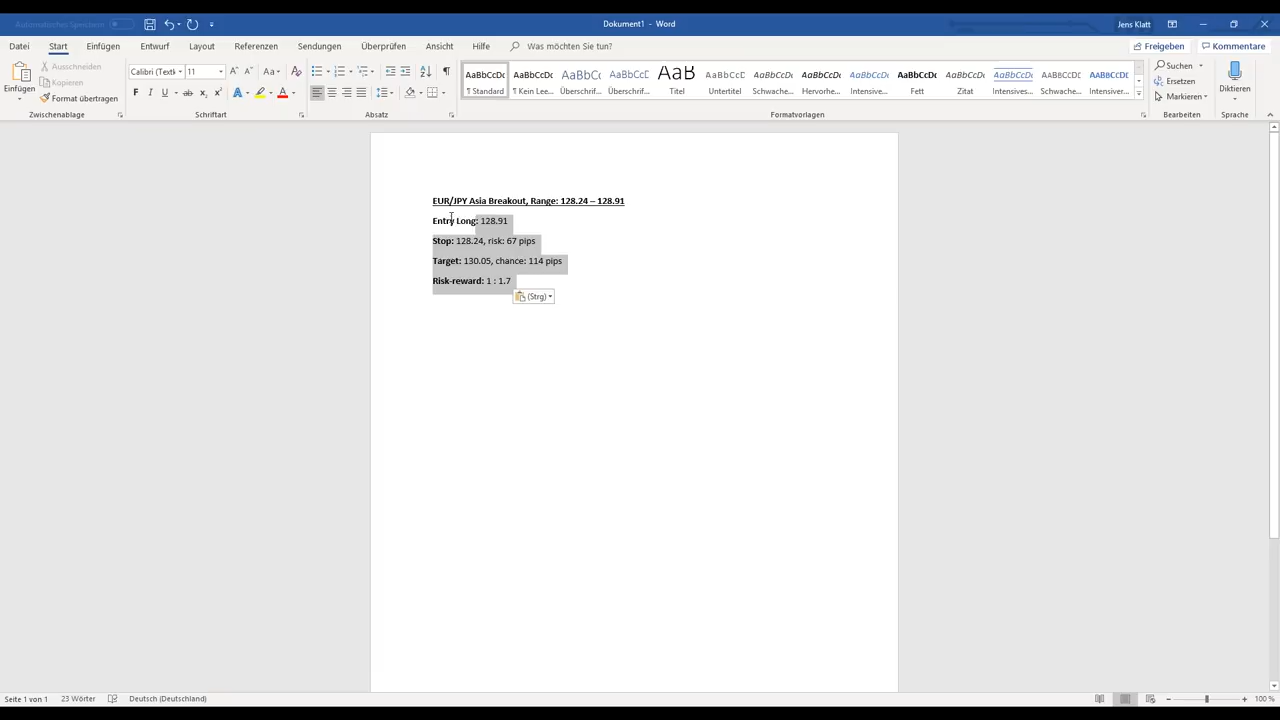 Automatisches Speichern
Dokument1 - Word
Jens Klatt
Datei Start Einfügen Entwurf Layout Referenzen Sendungen Überprüfen Ansicht Hilfe Was möchten Sie tun? Freigeben Kommentare
Einfügen
Ausschneiden
Kopieren
Format übertragen
Zwischenablage
Calibri (Textk 11
Schriftart
Absatz
AaBbCcDc AaBbCcDc AaBbCc AaBbCcD AaB AaBbCcD AaBbCcDc AaBbCcDc AaBbCcDc AaBbCcDc AaBbCcDc AaBbCcDc AaBbCcDc AaBbCcDc
¶ Standard ¶ Kein Lee... Überschrif... Überschrif... Titel Untertitel Schwache... Hervorhe... Intensive... Fett Zitat Intensives... Schwache... Intensiver...
Formatvorlagen
Suchen
Ersetzen
Markieren
Bearbeiten
Diktieren
Sprache
EUR/JPY Asia Breakout, Range: 128.24 – 128.91
Entry Long: 128.91
Stop: 128.24, risk: 67 pips
Target: 130.05, chance: 114 pips
Risk-reward: 1 : 1.7
(Strg)
Seite 1 von 1 23 Wörter Deutsch (Deutschland) 100 %